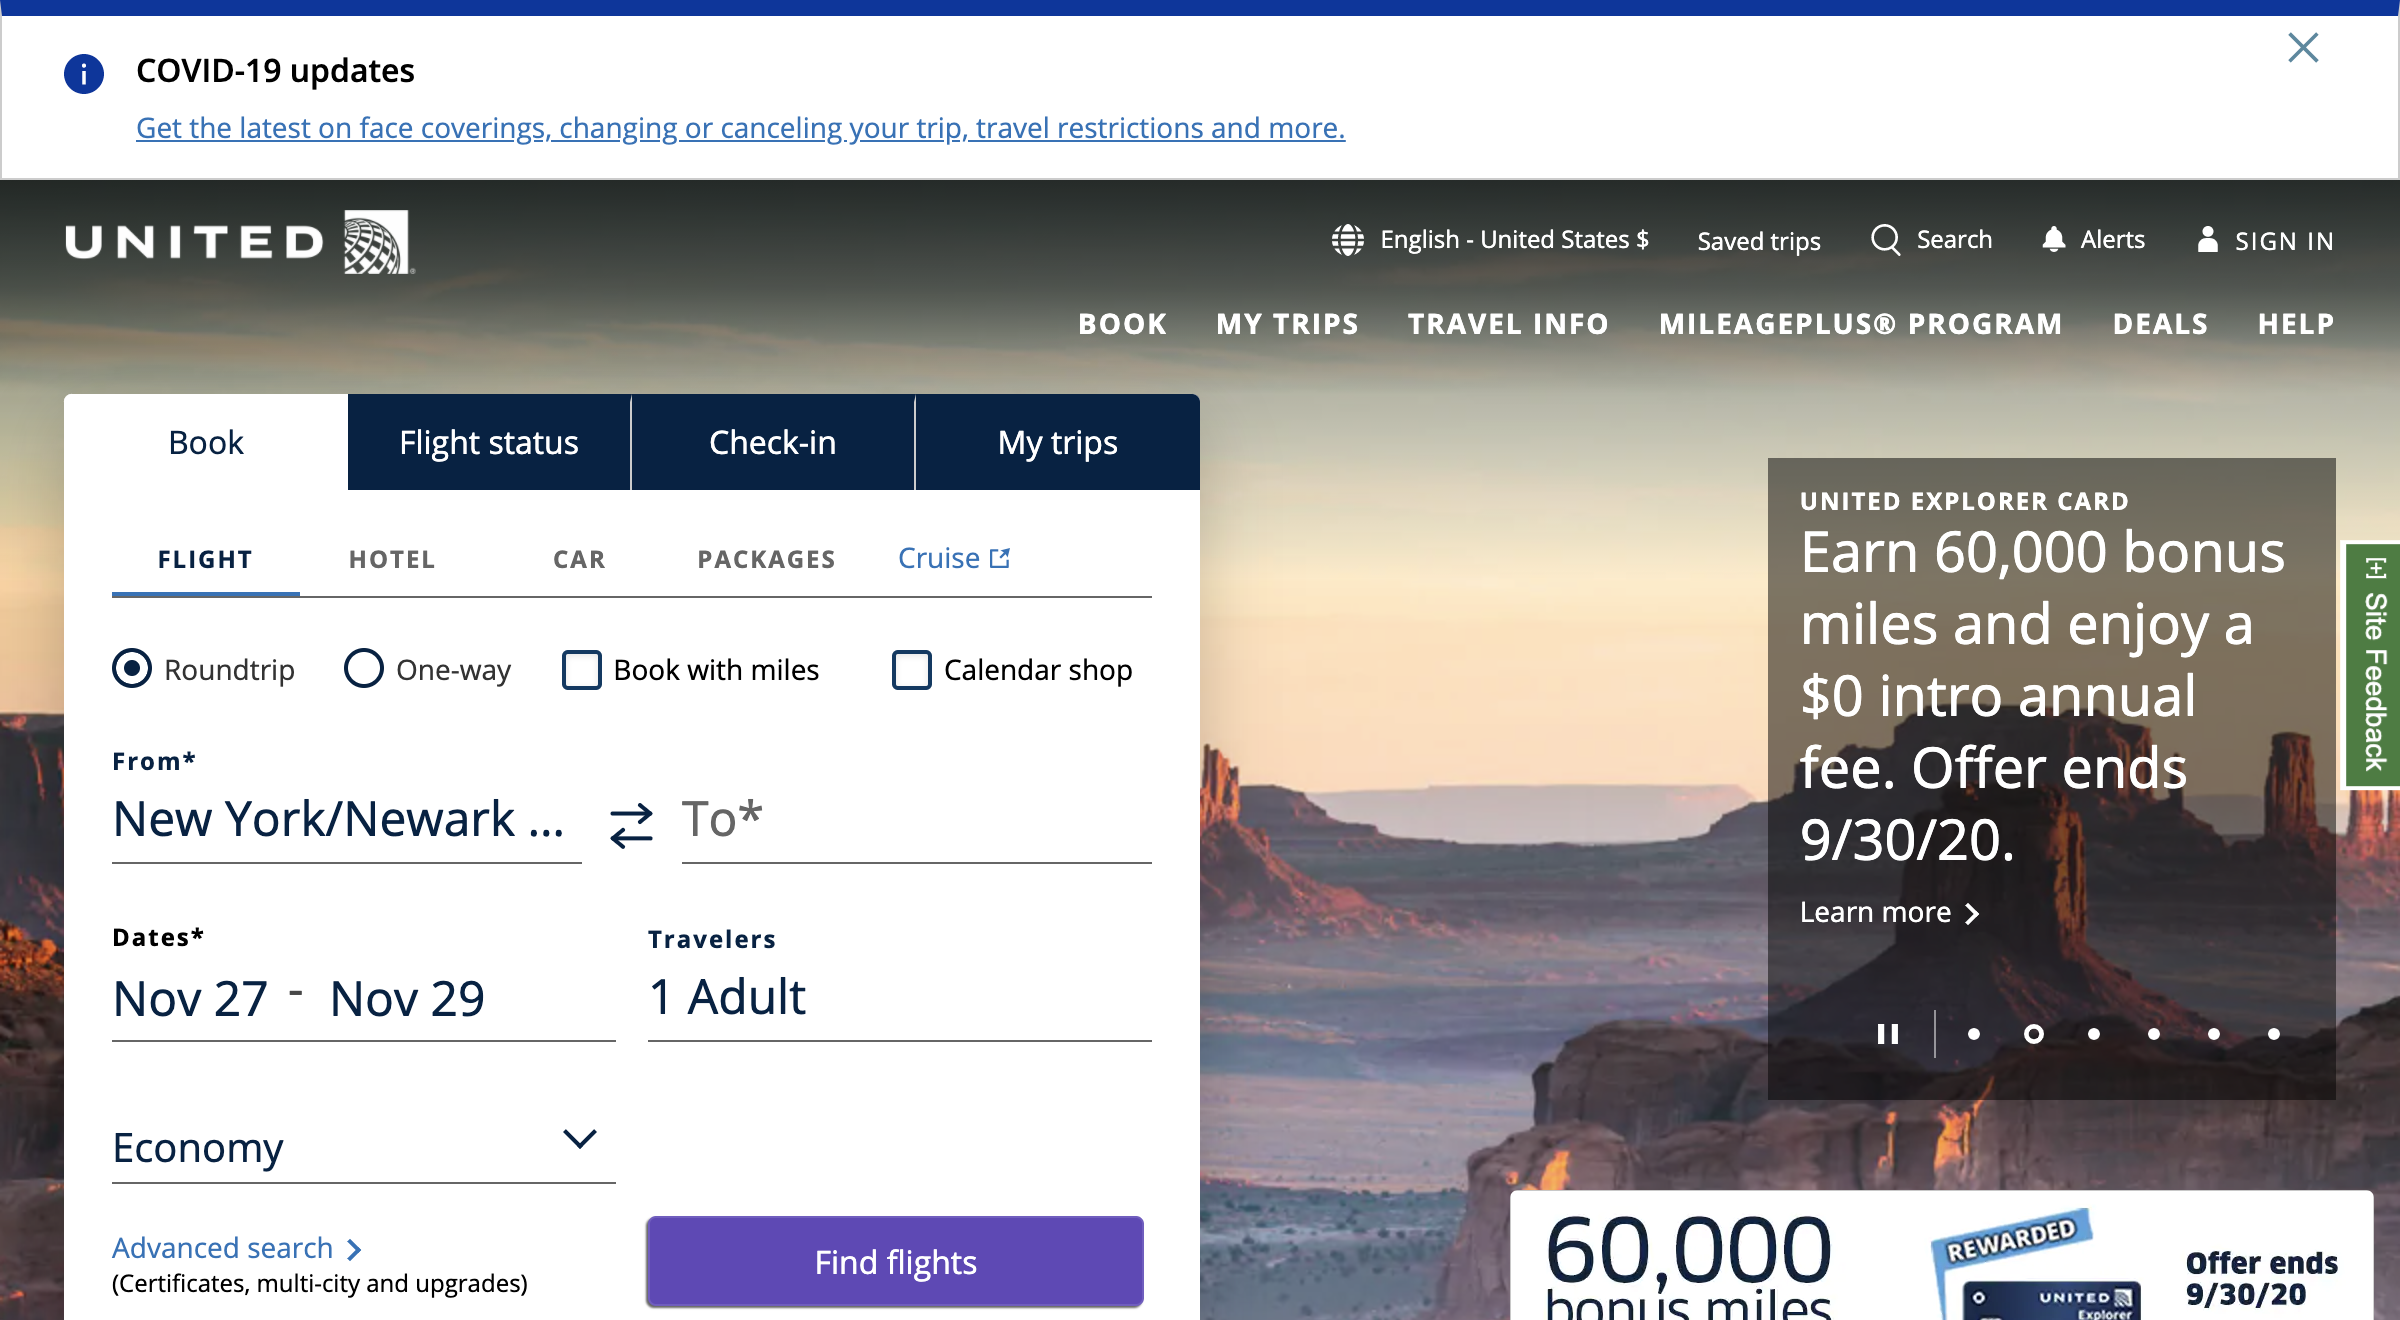 COVID-19 updates
Get the latest on face coverings, changing or canceling your trip, travel restrictions and more.
UNITED
English - United States $
Saved trips
Search
Alerts
SIGN IN
BOOK
MY TRIPS
TRAVEL INFO
MILEAGEPLUS® PROGRAM
DEALS
HELP
Book
Flight status
Check-in
My trips
FLIGHT
HOTEL
CAR
PACKAGES
Cruise
Roundtrip
One-way
Book with miles
Calendar shop
From*
New York/Newark ...
To*
Dates*
Nov 27 - Nov 29
Travelers
1 Adult
Economy
Advanced search
(Certificates, multi-city and upgrades)
Find flights
UNITED EXPLORER CARD
Earn 60,000 bonus
miles and enjoy a
$0 intro annual
fee. Offer ends
9/30/20.
Learn more
[+] Site Feedback
60,000
bonus miles
REWARDED
UNITED
Explorer
Offer ends
9/30/20